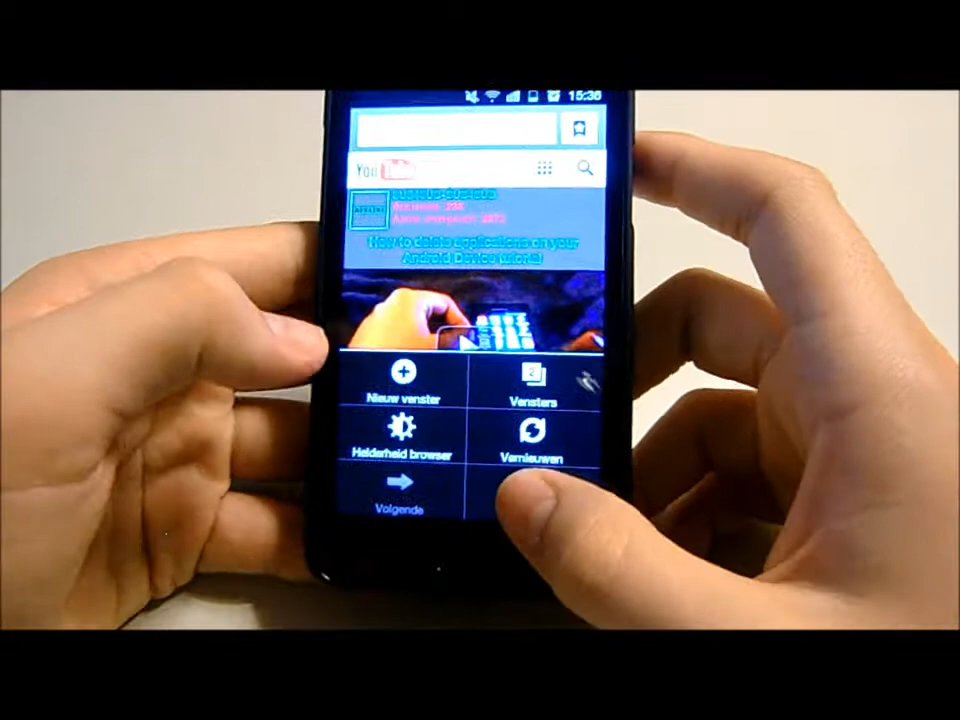 15:36
YouTube
How to delete applications on your
Android Device tutorial
Nieuw venster
2
Vensters
Helderheid browser
Vernieuwen
Volgende